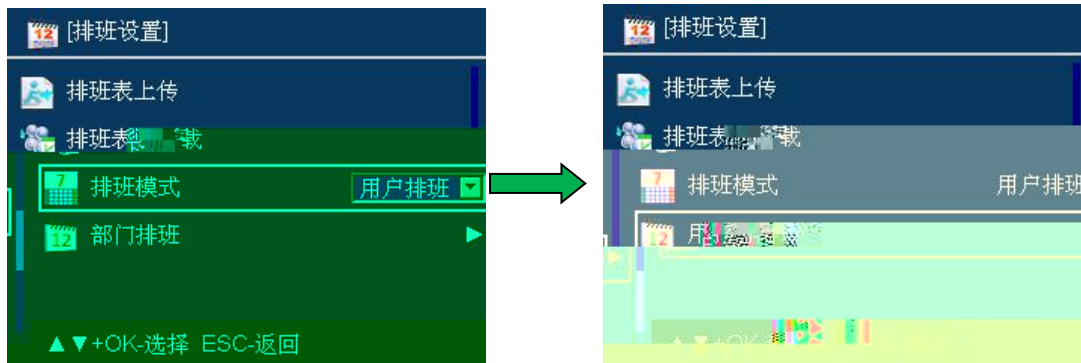 [排班设置]
排班表上传
排班表 载
排班模式 用户排班
部门排班
▲▼+OK-选择 ESC-返回
[排班设置]
排班表上传
排班表 载
排班模式 用户排班
用